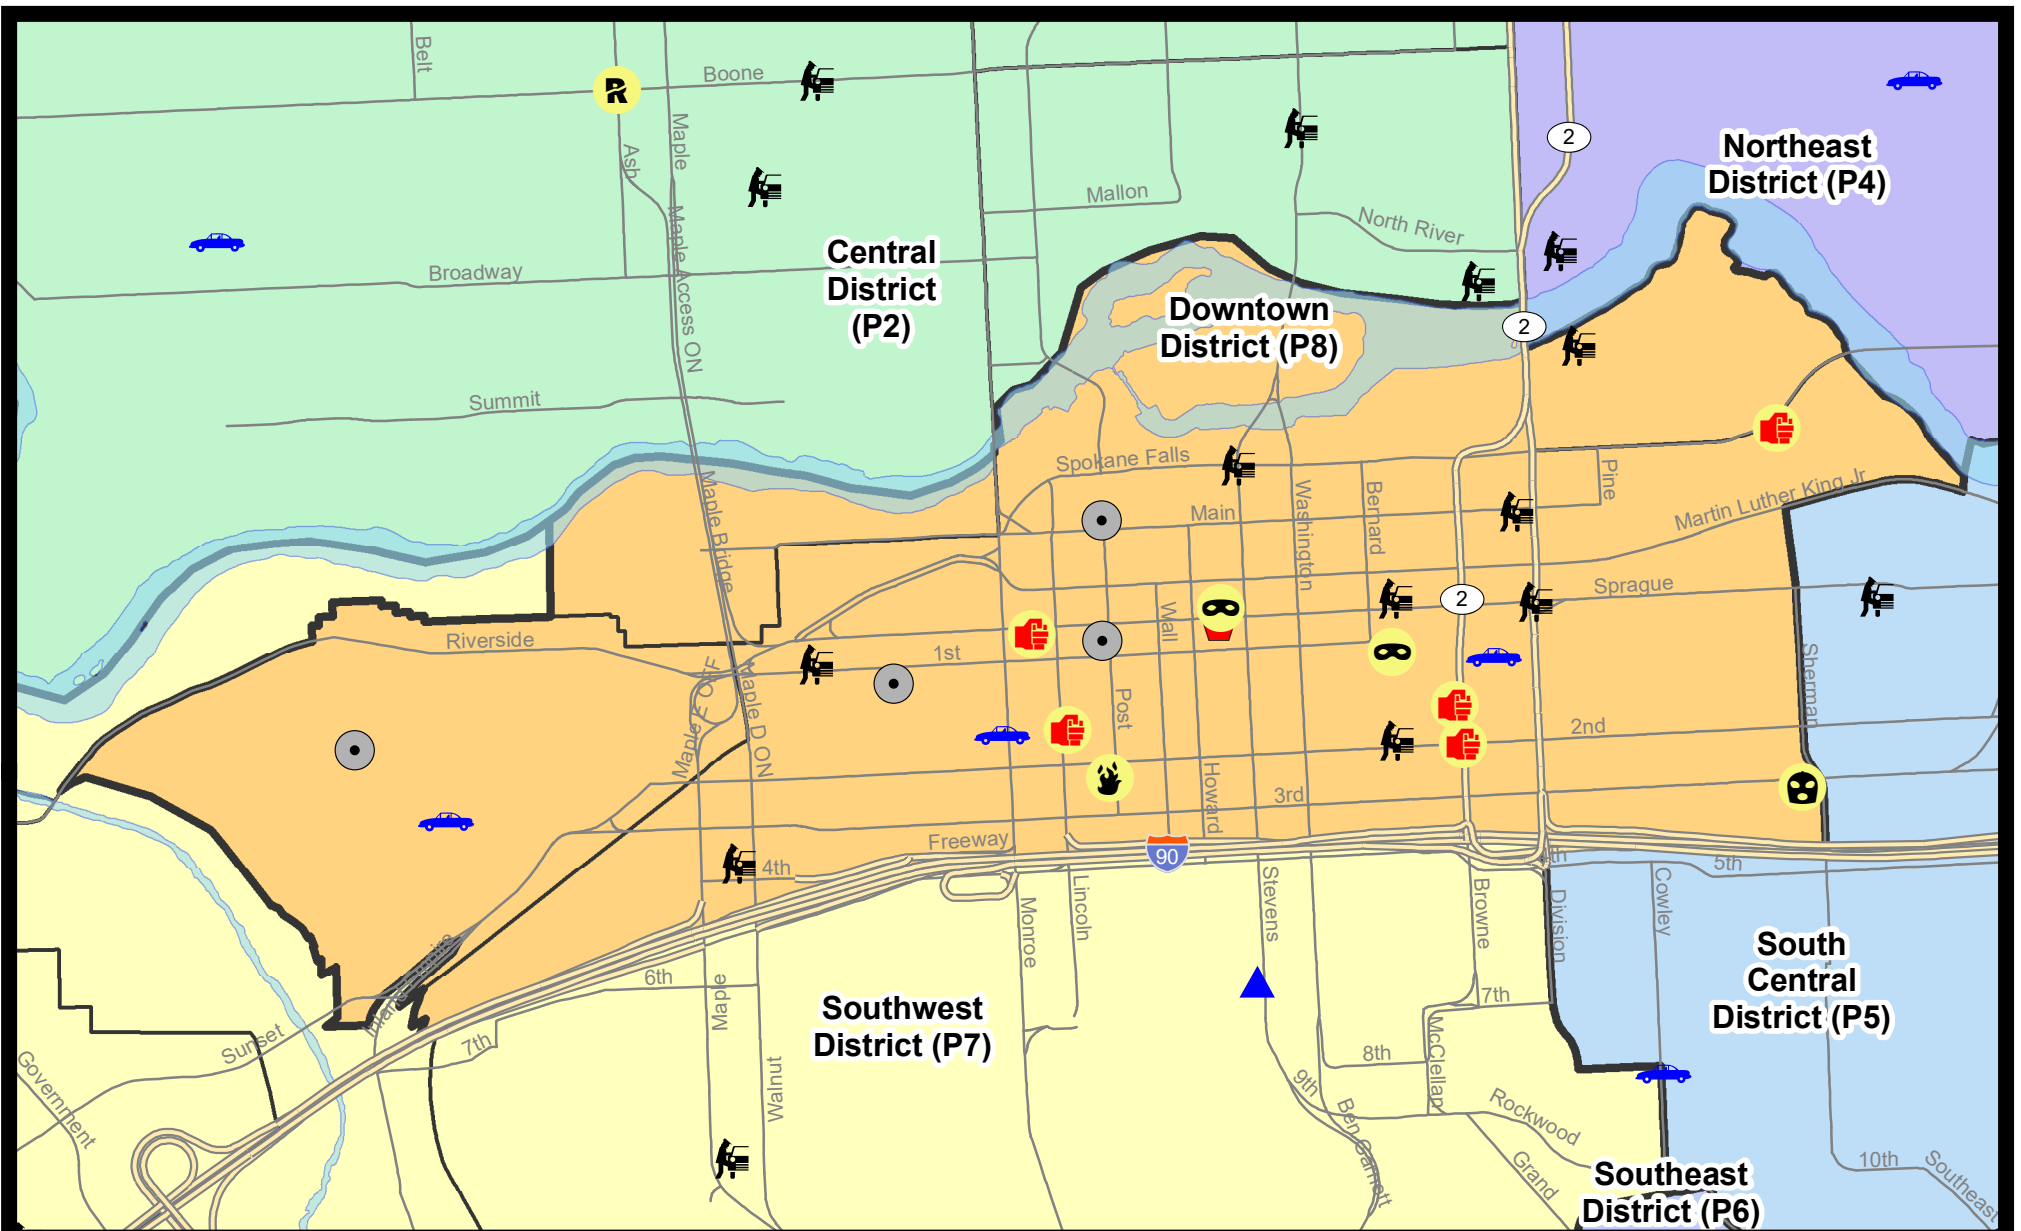 Belt
Boone
R
2
Northeast
District (P4)
Maple
Ash
Mallon
North River
Maple Access ON
Central
District
(P2)
Broadway
Downtown
District (P8)
2
Summit
Spokane Falls
Pine
Maple Bridge
Main
Washington
Bernard
Martin Luther King Jr
Sprague
2
Riverside
Wall
1st
Sherman
Maple E OFF
Maple D ON
Post
2nd
Howard
3rd
Freeway
90
4th
5th
Lincoln
Stevens
Browne
Division
Cowley
Monroe
South
Central
District (P5)
6th
Maple
7th
Southwest
District (P7)
Sunset
7th
McClellan
8th
9th
Government
Walnut
Ben Garnett
Rockwood
Grand
10th
Southeast
Southeast
District (P6)